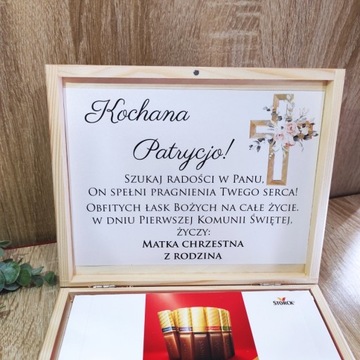 Kochana
Patrycjo!
Szukaj radości w Panu,
On spełni pragnienia Twego serca!
Obfitych łask Bożych na całe życie.
w dniu Pierwszej Komunii Świętej,
życzy:
Matka chrzestna
z rodziną
STORCK